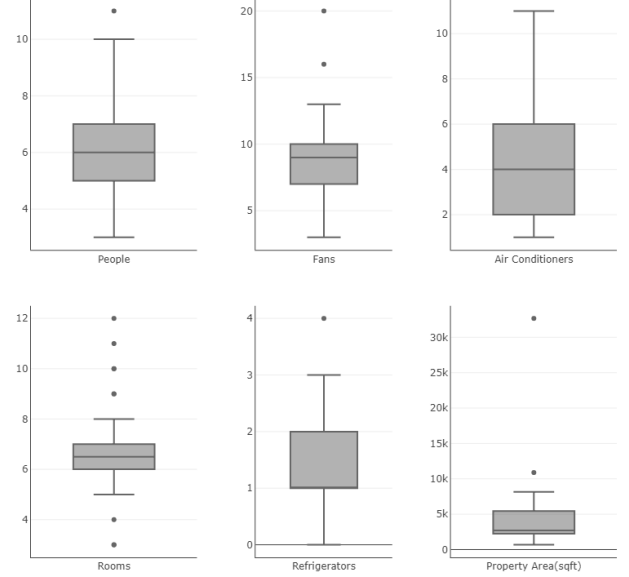 10
8
6
4
People
20
15
10
5
Fans
10
8
6
4
2
Air Conditioners
12
10
8
6
4
Rooms
4
3
2
1
0
Refrigerators
30k
25k
20k
15k
10k
5k
0
Property Area(sqft)